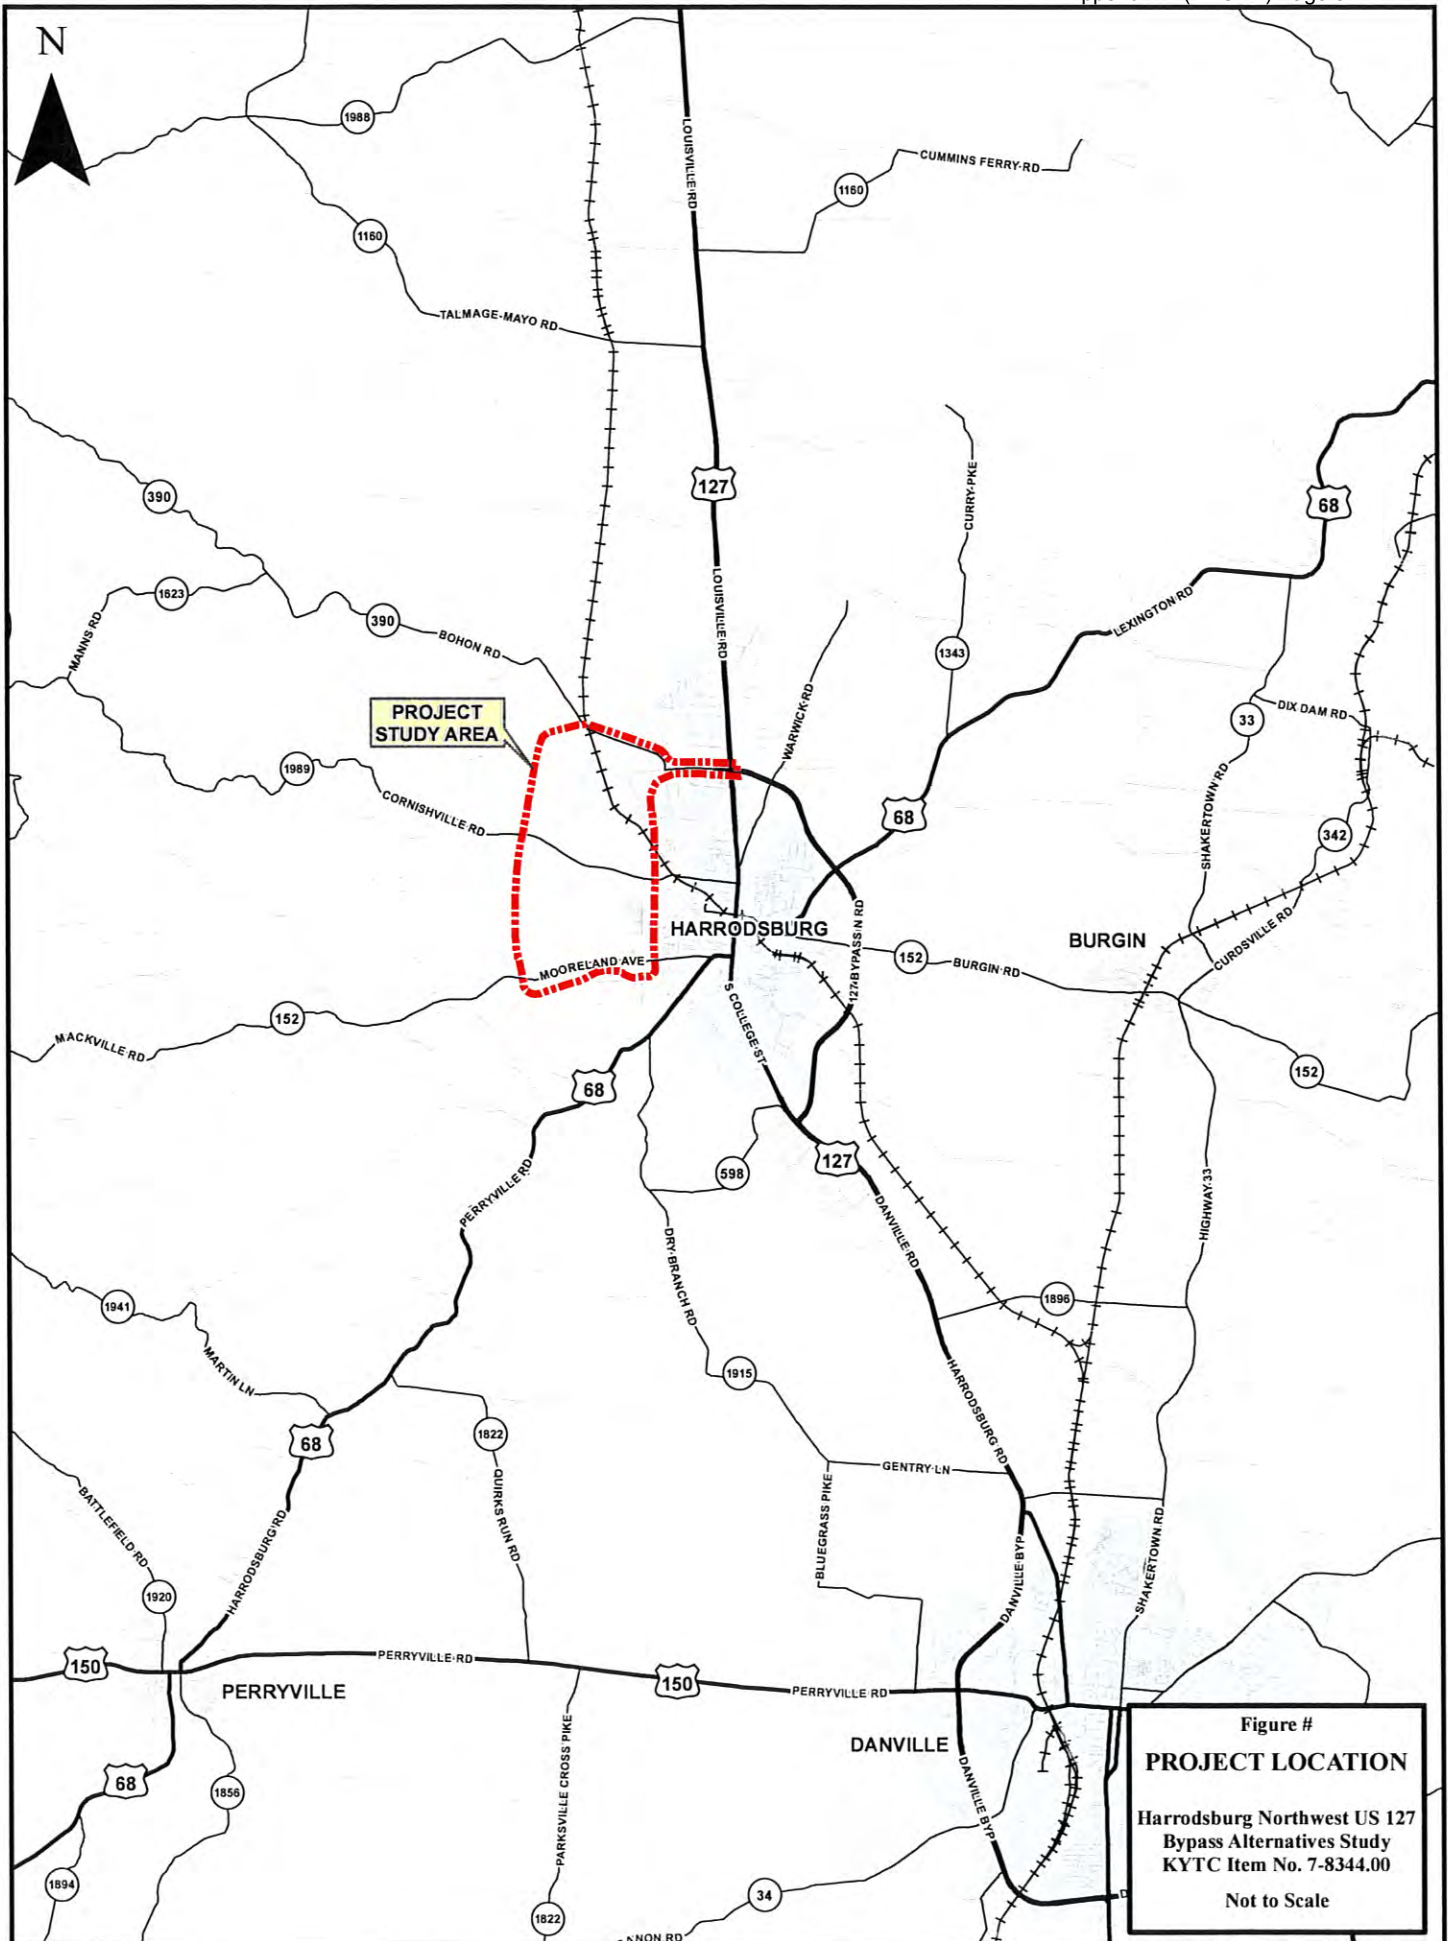 N
1988
LOUISVILLE RD
CUMMINS FERRY RD
1160
1160
TALMAGE-MAYO RD
127
68
390
CURRY PKE
1623
LOUISVILLE RD
LEXINGTON RD
390
BOHON RD
MANNS RD
1343
WARWICK RD
DIX DAM RD
33
PROJECT
STUDY AREA
1989
CORNISHVILLE RD
68
SHAKERTOWN RD
342
HARRODSBURG
127 BYPASS N RD
BURGIN
152
BURGIN RD
CURDSVILLE RD
MOORELAND AVE
S COLLEGE ST
152
MACKVILLE RD
152
68
598
127
PERRYVILLE RD
DANVILLE RD
HIGHWAY 33
DRY BRANCH RD
1941
1896
MARTIN LN
1915
HARRODSBURG RD
68
1822
GENTRY LN
BATTLEFIELD RD
QUIRKS RUN RD
BLUEGRASS PIKE
HARRODSBURG RD
DANVILLE BYP
SHAKERTOWN RD
1920
150
PERRYVILLE RD
150
PERRYVILLE RD
PERRYVILLE
DANVILLE
68
1856
PARKSVILLE CROSS PIKE
DANVILLE BYP
1894
34
1822
ANON RD
D
Figure #
PROJECT LOCATION
Harrodsburg Northwest US 127
Bypass Alternatives Study
KYTC Item No. 7-8344.00
Not to Scale